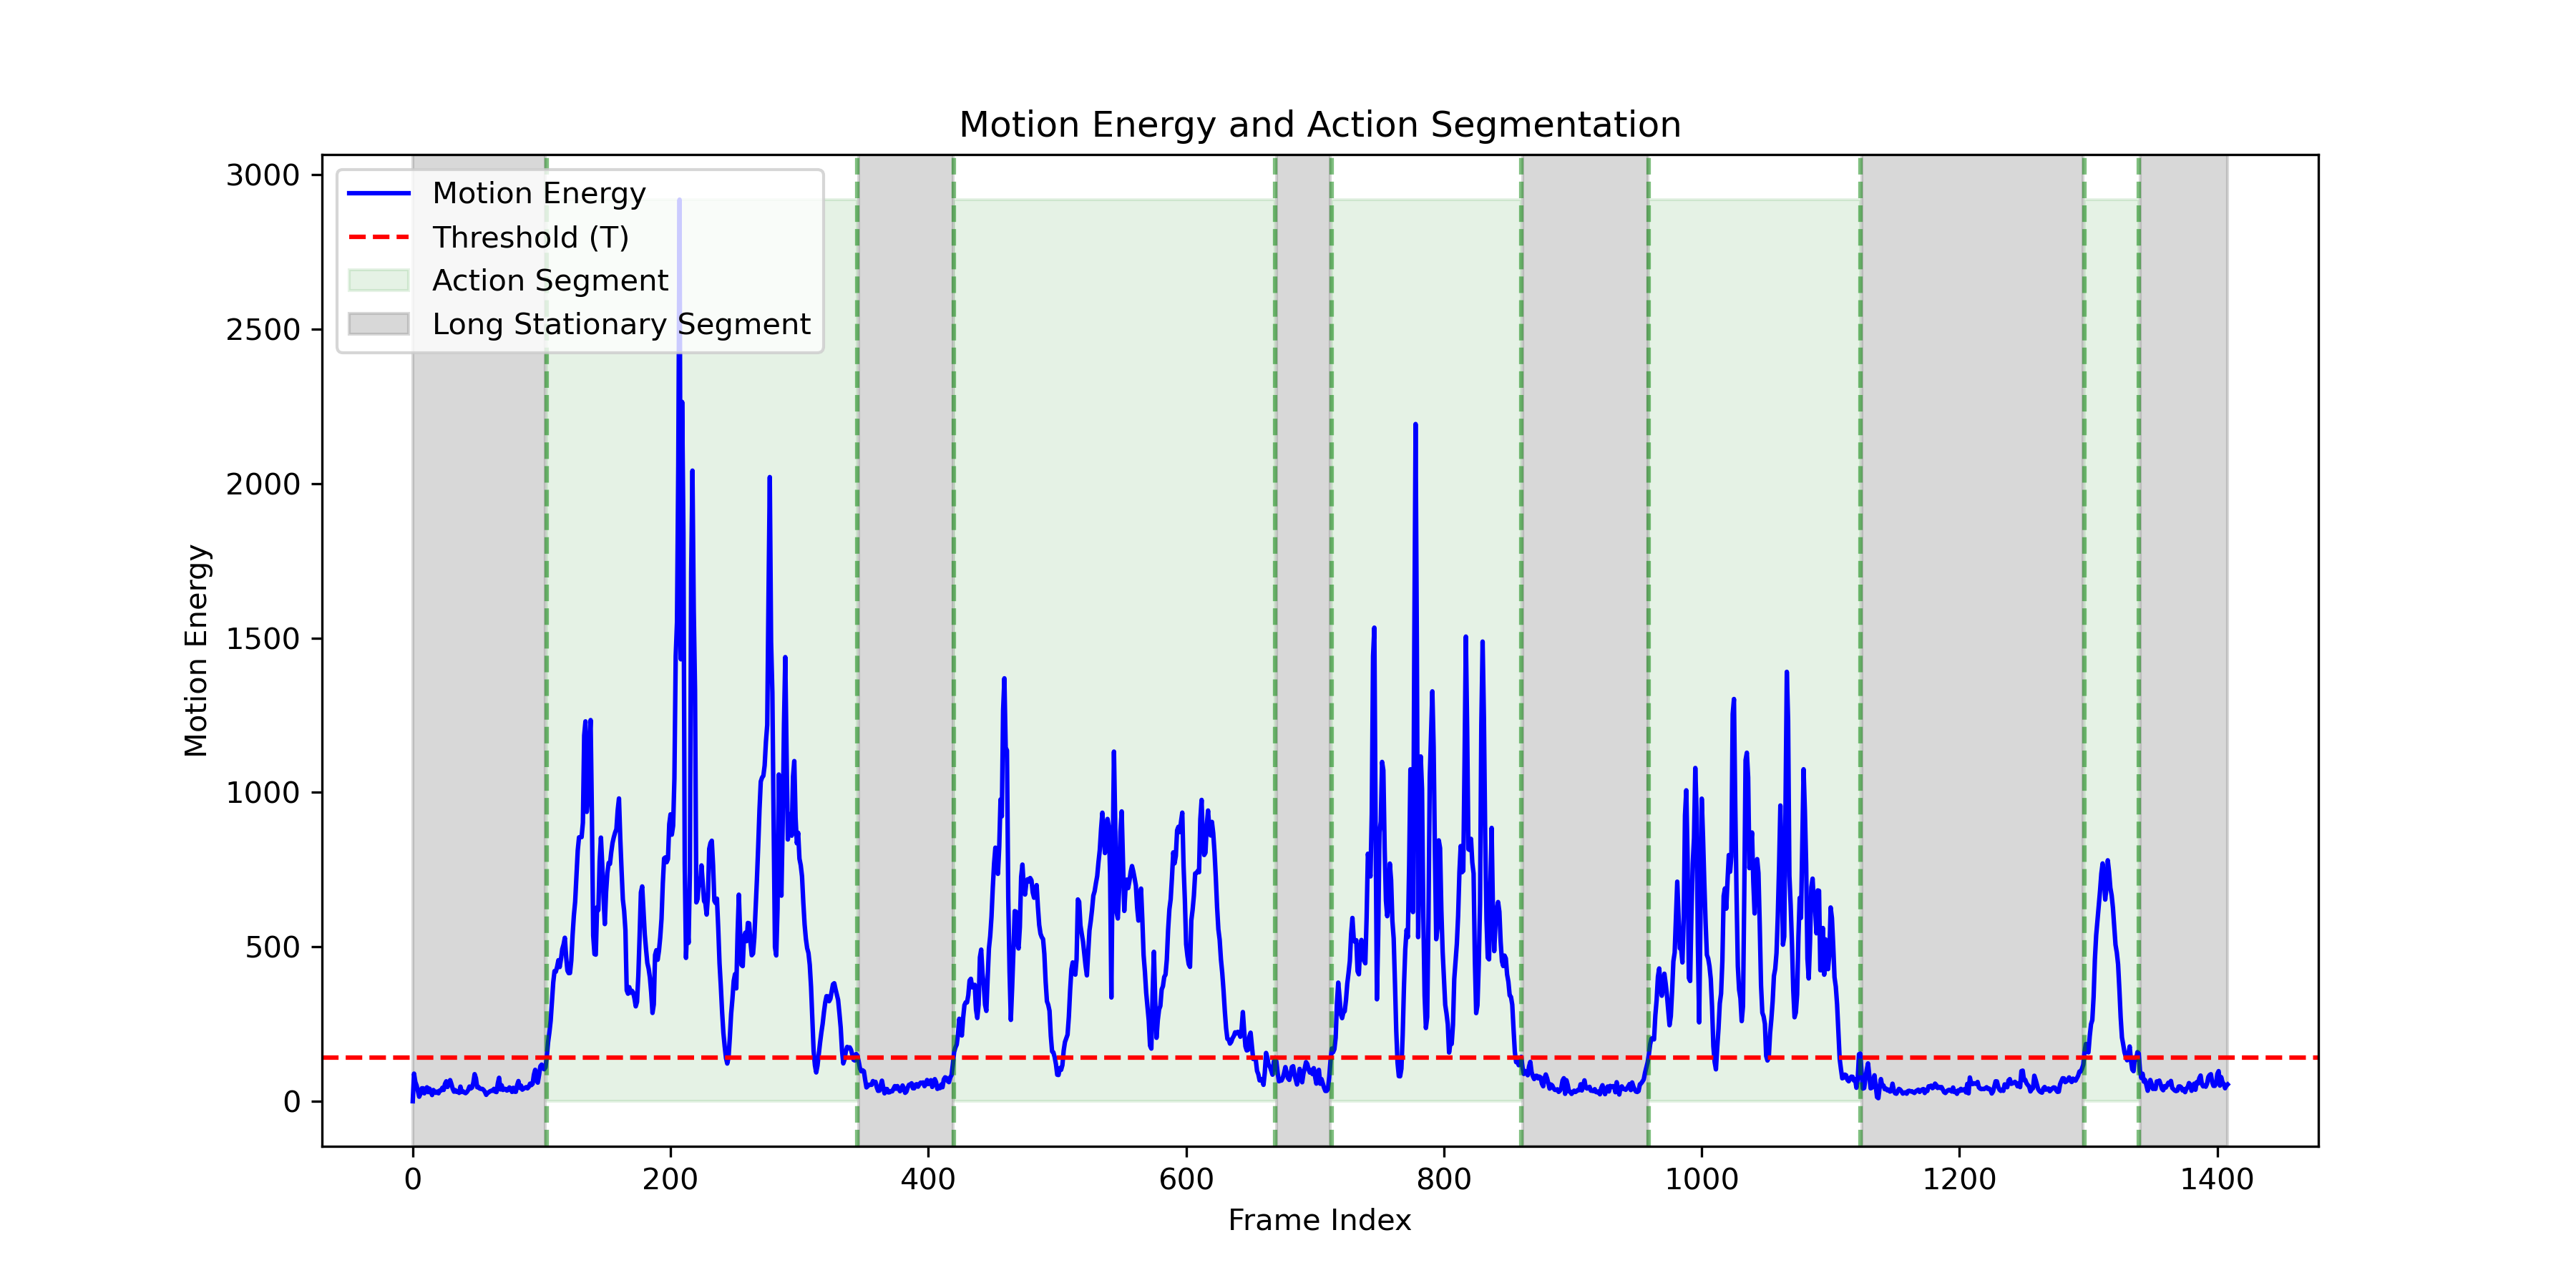 Motion Energy and Action Segmentation
Motion Energy
Threshold (T)
Action Segment
Long Stationary Segment
3000
2500
2000
1500
1000
500
0
Motion Energy
0 200 400 600 800 1000 1200 1400
Frame Index